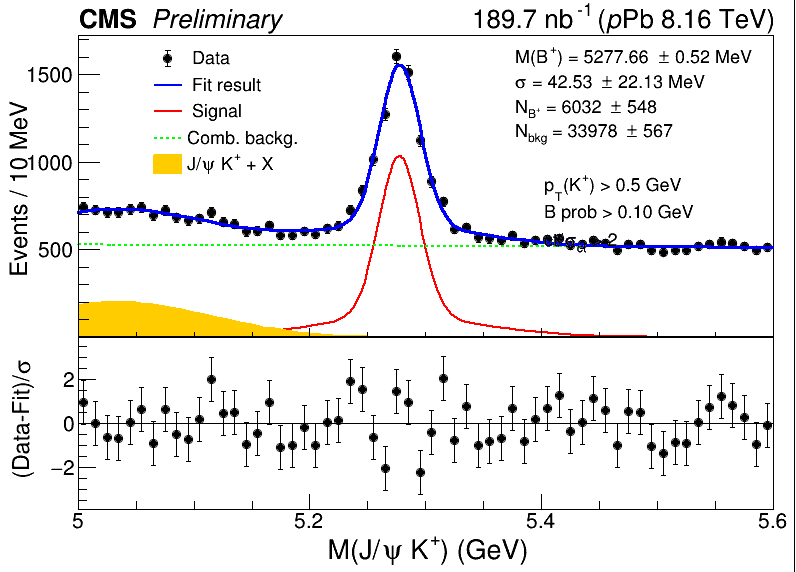 CMS Preliminary 189.7 nb⁻¹ (pPb 8.16 TeV)
Events / 10 MeV
1500
1000
500
Data
Fit result
Signal
Comb. backg.
J/ψ K⁺ + X
M(B⁺) = 5277.66 ± 0.52 MeV
σ = 42.53 ± 22.13 MeV
N_B⁺ = 6032 ± 548
N_bkg = 33978 ± 567
p_T(K⁺) > 0.5 GeV
B prob > 0.10 GeV
(Data-Fit)/σ
2
0
−2
5 5.2 5.4 5.6
M(J/ψ K⁺) (GeV)